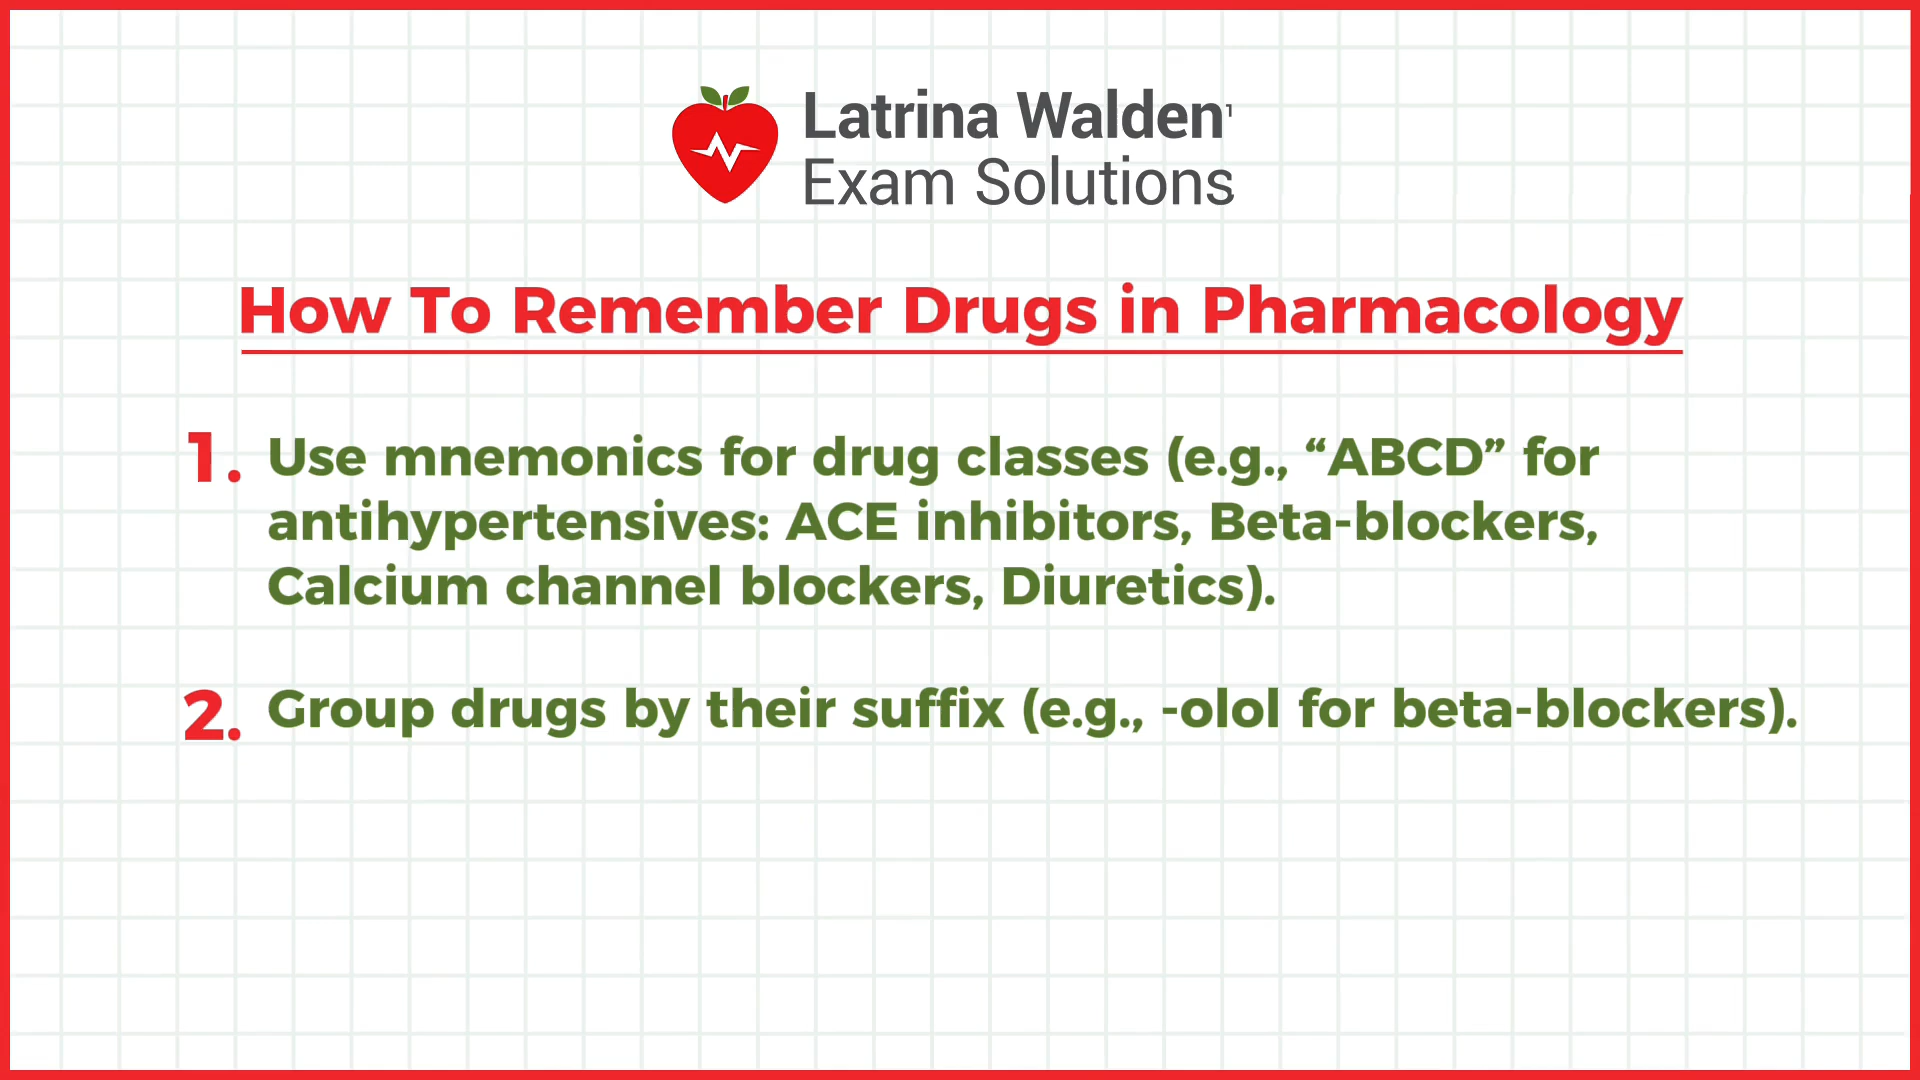 Latrina Walden
Exam Solutions
How To Remember Drugs in Pharmacology
1. Use mnemonics for drug classes (e.g., “ABCD” for
antihypertensives: ACE inhibitors, Beta-blockers,
Calcium channel blockers, Diuretics).
2. Group drugs by their suffix (e.g., -olol for beta-blockers).